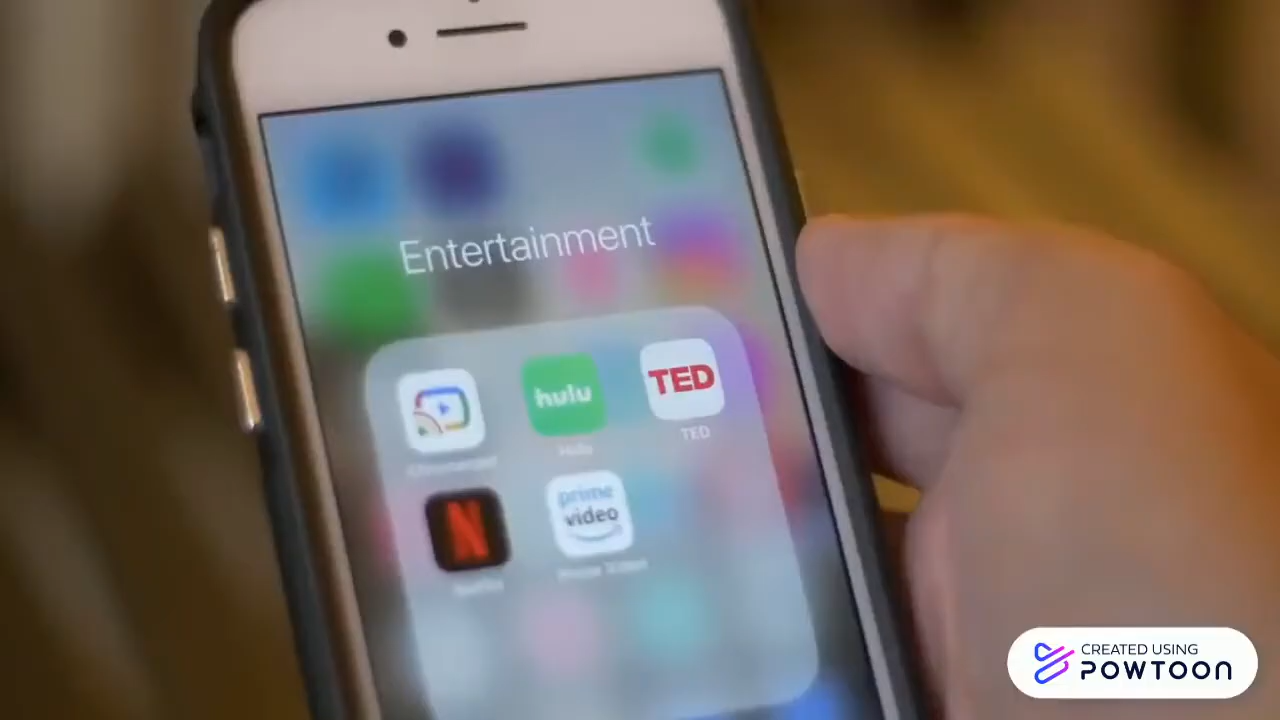 Entertainment
hulu
TED
TED
N
prime
video
CREATED USING
POWTOON